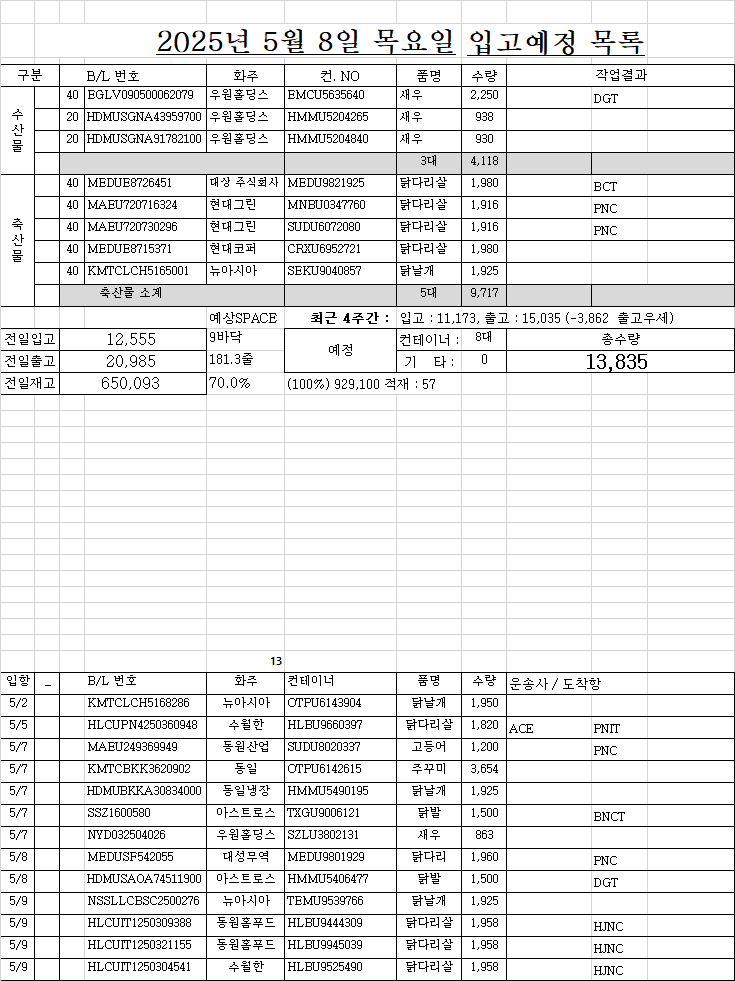 2025년 5월 8일 목요일 입고예정 목록
구분 B/L 번호 화주 컨. NO 품명 수량 작업결과
수산물
40 EGLV090500062079 우원홀딩스 EMCU5635640 새우 2,250 DGT
20 HDMUSGNA43959700 우원홀딩스 HMMU5204265 새우 938
20 HDMUSGNA91782100 우원홀딩스 HMMU5204840 새우 930
3대 4,118
축산물
40 MEDUE8726451 대상 주식회사 MEDU9821925 닭다리살 1,980 BCT
40 MAEU720716324 현대그린 MNBU0347760 닭다리살 1,916 PNC
40 MAEU720730296 현대그린 SUDU6072080 닭다리살 1,916 PNC
40 MEDUE8715371 현대코퍼 CRXU6952721 닭다리살 1,980
40 KMTCLCH5165001 뉴아시아 SEKU9040857 닭날개 1,925
축산물 소계 5대 9,717
예상SPACE 최근 4주간 : 입고 : 11,173, 출고 : 15,035 (-3,862 출고우세)
전일입고 12,555 9바닥 예정 컨테이너 : 8대 총수량
전일출고 20,985 181.3줄 기 타 : 0 13,835
전일재고 650,093 70.0% (100%) 929,100 적재 : 57
13
입항 _ B/L 번호 화주 컨테이너 품명 수량 운송사 / 도착항
5/2 KMTCLCH5168286 뉴아시아 OTPU6143904 닭날개 1,950
5/5 HLCUPN4250360948 수월한 HLBU9660397 닭다리살 1,820 ACE PNIT
5/7 MAEU249369949 동원산업 SUDU8020337 고등어 1,200 PNC
5/7 KMTCBKK3620902 동일 OTPU6142615 주꾸미 3,654
5/7 HDMUBKKA30834000 동일냉장 HMMU5490195 닭날개 1,925
5/7 SSZ1600580 아스트로스 TXGU9006121 닭발 1,500 BNCT
5/7 NYD032504026 우원홀딩스 SZLU3802131 새우 863
5/8 MEDUSF542055 대성무역 MEDU9801929 닭다리 1,960 PNC
5/8 HDMUSAOA74511900 아스트로스 HMMU5406477 닭발 1,500 DGT
5/9 NSSLLCBSC2500276 뉴아시아 TEMU9539766 닭날개 1,925
5/9 HLCUIT1250309388 동원홈푸드 HLBU9444309 닭다리살 1,958 HJNC
5/9 HLCUIT1250321155 동원홈푸드 HLBU9945039 닭다리살 1,958 HJNC
5/9 HLCUIT1250304541 수월한 HLBU9525490 닭다리살 1,958 HJNC